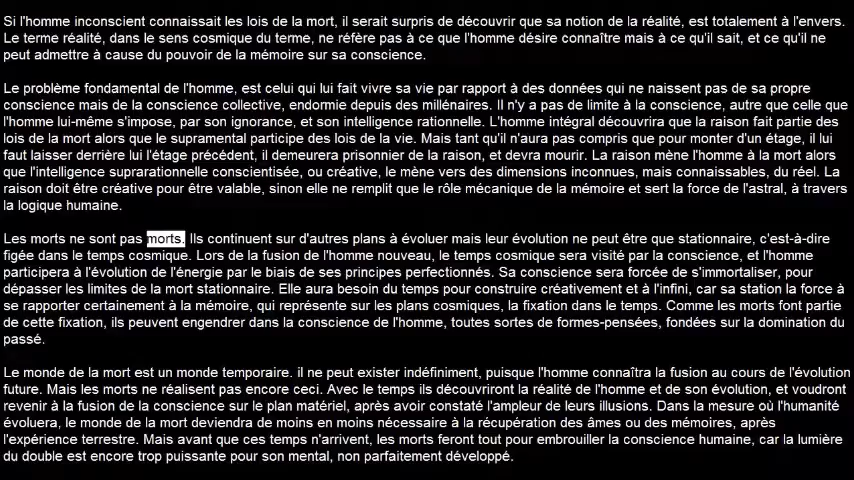 Si l'homme inconscient connaissait les lois de la mort, il serait surpris de découvrir que sa notion de la réalité, est totalement à l'envers.
Le terme réalité, dans le sens cosmique du terme, ne réfère pas à ce que l'homme désire connaître mais à ce qu'il sait, et ce qu'il ne
peut admettre à cause du pouvoir de la mémoire sur sa conscience.
Le problème fondamental de l'homme, est celui qui lui fait vivre sa vie par rapport à des données qui ne naissent pas de sa propre
conscience mais de la conscience collective, endormie depuis des millénaires. Il n'y a pas de limite à la conscience, autre que celle que
l'homme lui-même s'impose, par son ignorance, et son intelligence rationnelle. L'homme intégral découvrira que la raison fait partie des
lois de la mort alors que le supramental participe des lois de la vie. Mais tant qu'il n'aura pas compris que pour monter d'un étage, il lui
faut laisser derrière lui l'étage précédent, il demeurera prisonnier de la raison, et devra mourir. La raison mène l'homme à la mort alors
que l'intelligence suprarationnelle conscientisée, ou créative, le mène vers des dimensions inconnues, mais connaissables, du réel. La
raison doit être créative pour être valable, sinon elle ne remplit que le rôle mécanique de la mémoire et sert la force de l'astral, à travers
la logique humaine.
Les morts ne sont pas morts. Ils continuent sur d'autres plans à évoluer mais leur évolution ne peut être que stationnaire, c'est-à-dire
figée dans le temps cosmique. Lors de la fusion de l'homme nouveau, le temps cosmique sera visité par la conscience, et l'homme
participera à l'évolution de l'énergie par le biais de ses principes perfectionnés. Sa conscience sera forcée de s'immortaliser, pour
dépasser les limites de la mort stationnaire. Elle aura besoin du temps pour construire créativement et à l'infini, car sa station la force à
se rapporter certainement à la mémoire, qui représente sur les plans cosmiques, la fixation dans le temps. Comme les morts font partie
de cette fixation, ils peuvent engendrer dans la conscience de l'homme, toutes sortes de formes-pensées, fondées sur la domination du
passé.
Le monde de la mort est un monde temporaire. il ne peut exister indéfiniment, puisque l'homme connaîtra la fusion au cours de l'évolution
future. Mais les morts ne réalisent pas encore ceci. Avec le temps ils découvriront la réalité de l'homme et de son évolution, et voudront
revenir à la fusion de la conscience sur le plan matériel, après avoir constaté l'ampleur de leurs illusions. Dans la mesure où l'humanité
évoluera, le monde de la mort deviendra de moins en moins nécessaire à la récupération des âmes ou des mémoires, après
l'expérience terrestre. Mais avant que ces temps n'arrivent, les morts feront tout pour embrouiller la conscience humaine, car la lumière
du double est encore trop puissante pour son mental, non parfaitement développé.